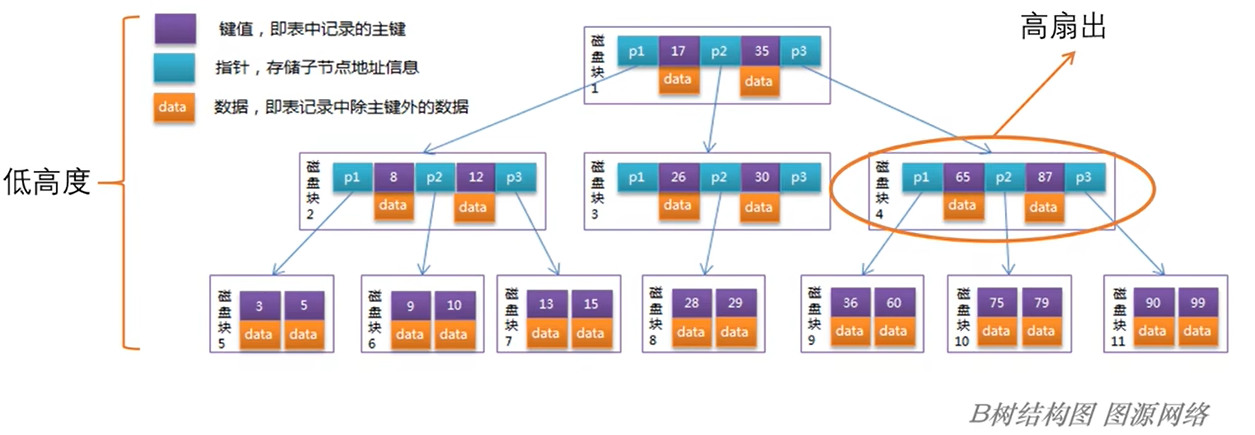 键值，即表中记录的主键
指针，存储子节点地址信息
data 数据，即表记录中除主键外的数据
低高度
高扇出
磁盘块1 p1 17 p2 35 p3
data data
磁盘块2 p1 8 p2 12 p3
data data
磁盘块3 p1 26 p2 30 p3
data data
磁盘块4 p1 65 p2 87 p3
data data
磁盘块5 3 5
data data
磁盘块6 9 10
data data
磁盘块7 13 15
data data
磁盘块8 28 29
data data
磁盘块9 36 60
data data
磁盘块10 75 79
data data
磁盘块11 90 99
data data
B树结构图 图源网络